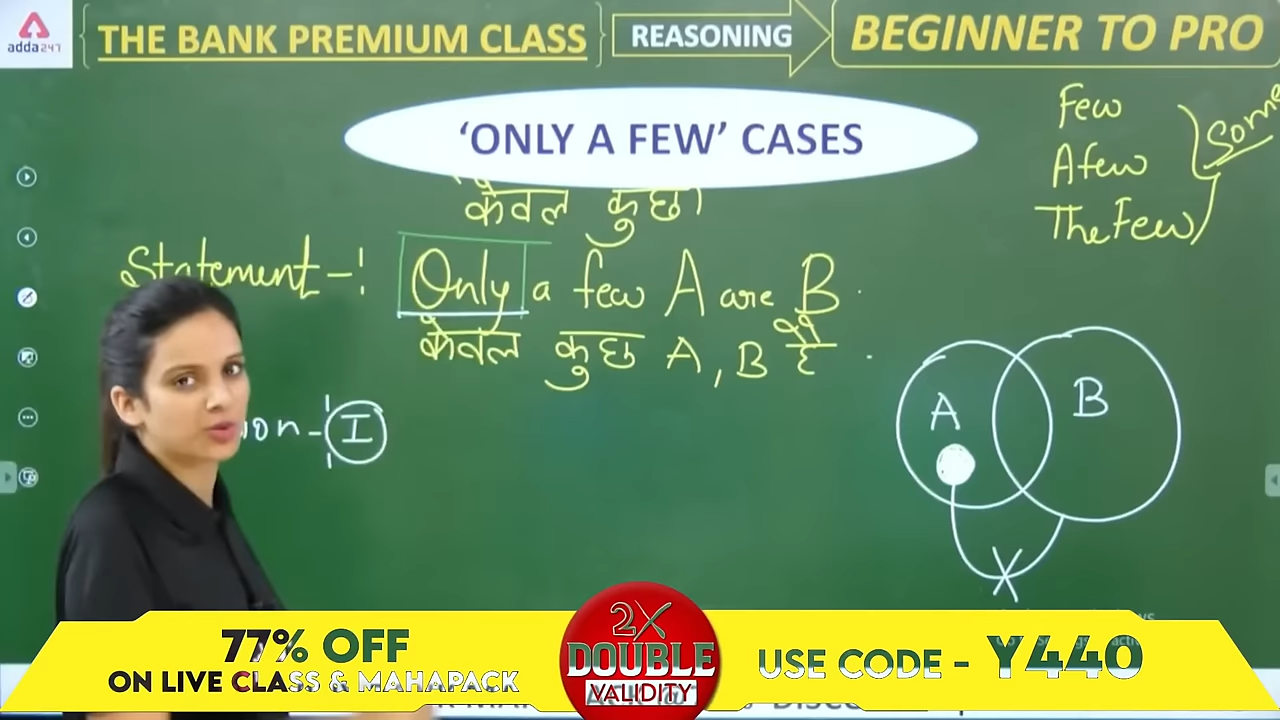 adda247
THE BANK PREMIUM CLASS
REASONING
BEGINNER TO PRO
'ONLY A FEW' CASES
Few
A few
The Few
Some
केवल कुछ।
Statement -: Only a few A are B.
केवल कुछ A, B हैं.
ion - I
A
B
77% OFF
ON LIVE CLASS & MAHAPACK
2X
DOUBLE
VALIDITY
USE CODE - Y440